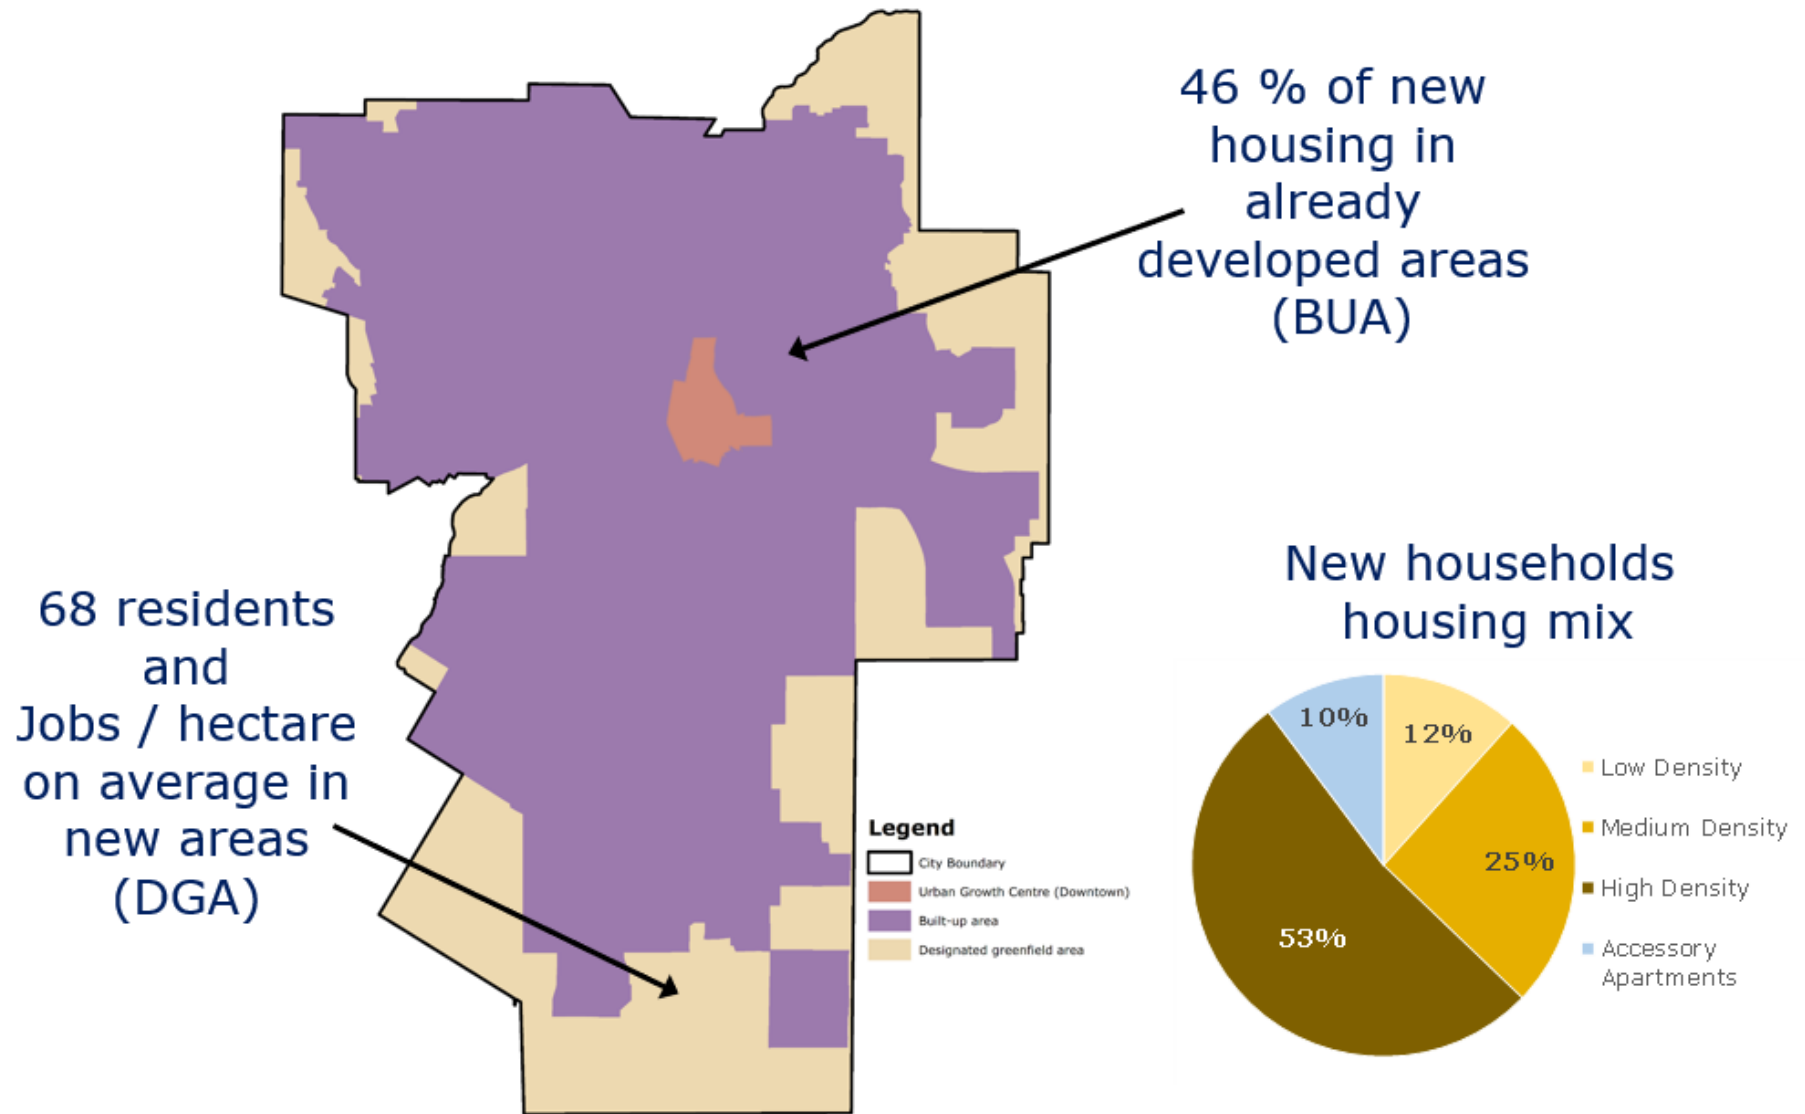 46 % of new
housing in
already
developed areas
(BUA)
68 residents
and
Jobs / hectare
on average in
new areas
(DGA)
Legend
City Boundary
Urban Growth Centre (Downtown)
Built-up area
Designated greenfield area
New households
housing mix
10%
12%
25%
53%
Low Density
Medium Density
High Density
Accessory
Apartments